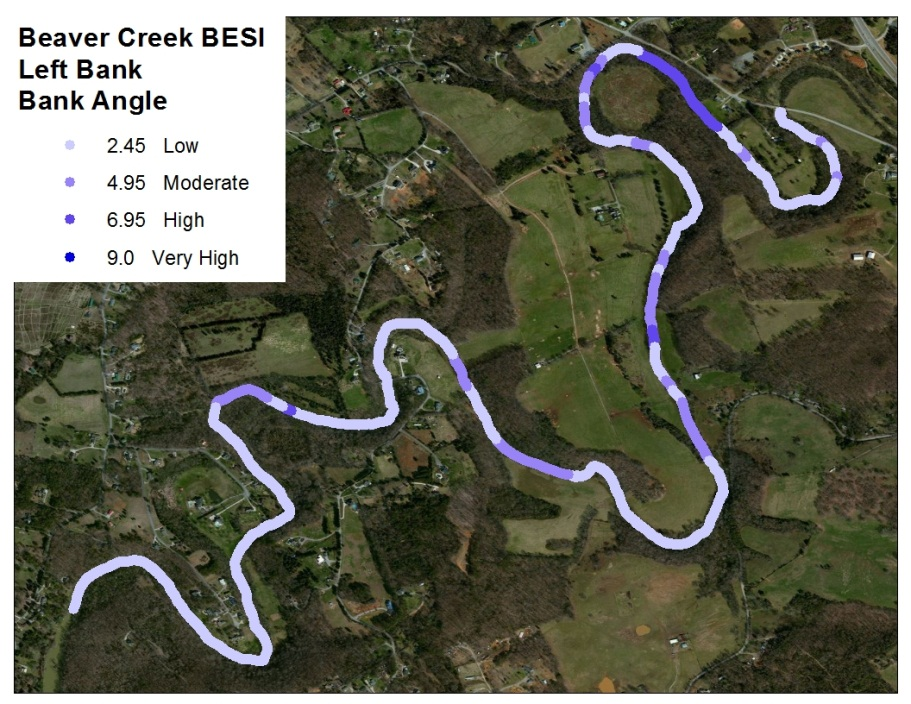 Beaver Creek BESI
Left Bank
Bank Angle
2.45 Low
4.95 Moderate
6.95 High
9.0 Very High